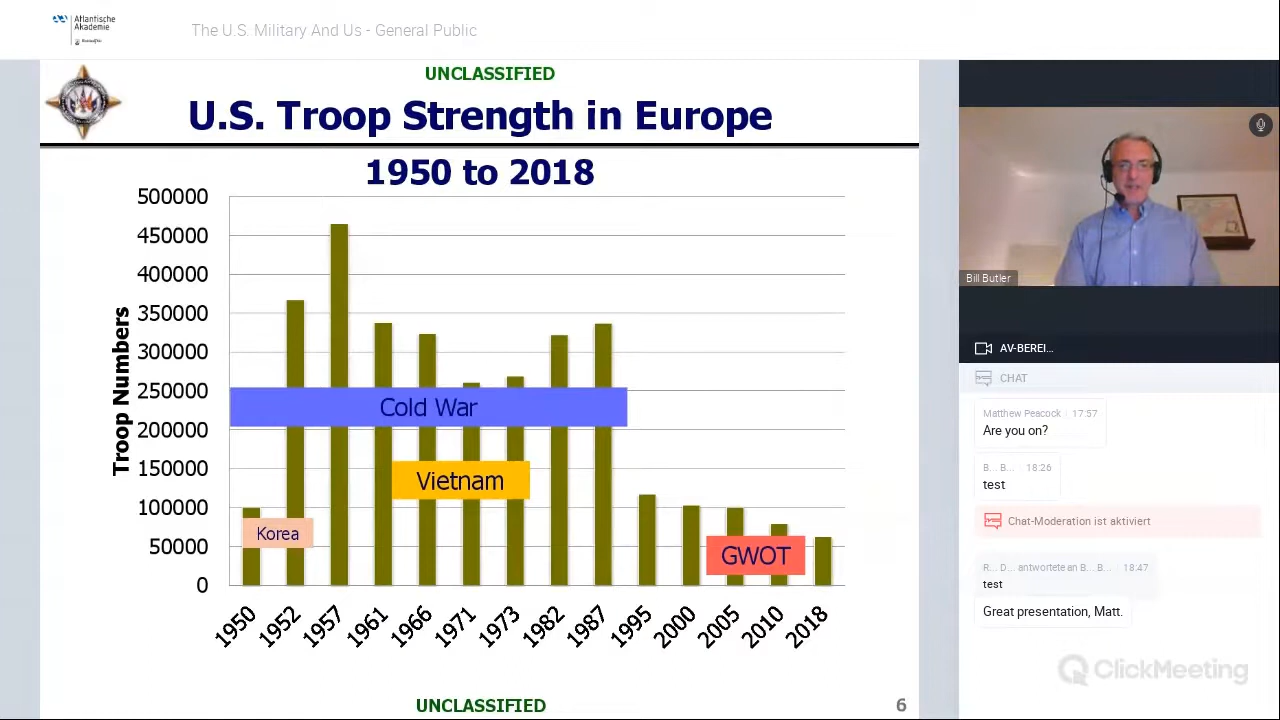 Atlantische
Akademie
The U.S. Military And Us - General Public
UNCLASSIFIED
U.S. Troop Strength in Europe
1950 to 2018
Troop Numbers
500000
450000
400000
350000
300000
250000
200000
150000
100000
50000
0
Cold War
Vietnam
Korea
GWOT
1950
1952
1957
1961
1966
1971
1973
1982
1987
1995
2000
2005
2010
2018
UNCLASSIFIED
6
Bill Butler
AV-BEREI...
CHAT
Matthew Peacock 17:57
Are you on?
B... B... 18:26
test
Chat-Moderation ist aktiviert
R... D... antwortete an B... B... 18:47
test
Great presentation, Matt.
ClickMeeting